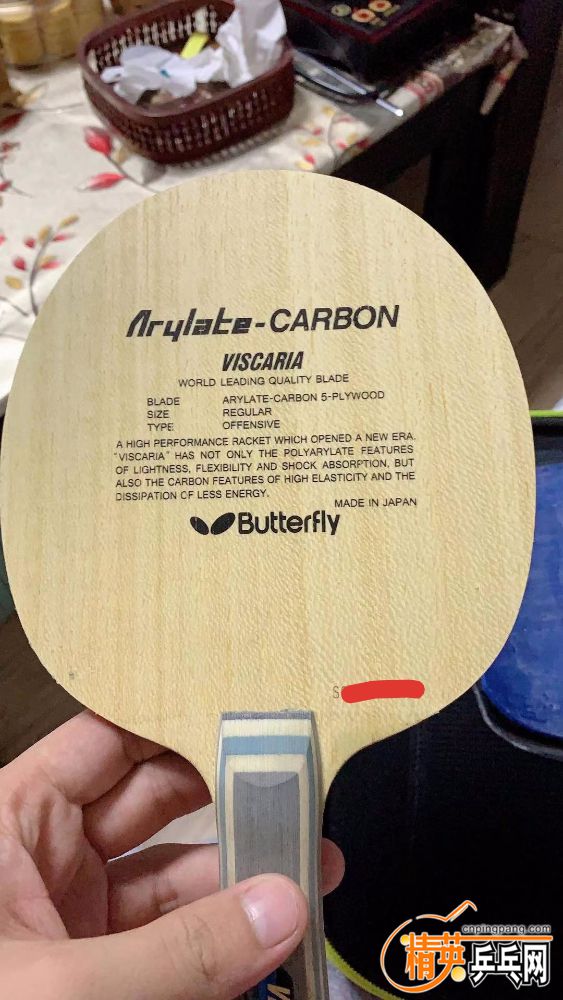 Arylate-CARBON
VISCARIA
WORLD LEADING QUALITY BLADE
BLADE ARYLATE-CARBON 5-PLYWOOD
SIZE REGULAR
TYPE OFFENSIVE
A HIGH PERFORMANCE RACKET WHICH OPENED A NEW ERA.
"VISCARIA" HAS NOT ONLY THE POLYARYLATE FEATURES
OF LIGHTNESS, FLEXIBILITY AND SHOCK ABSORPTION, BUT
ALSO THE CARBON FEATURES OF HIGH ELASTICITY AND THE
DISSIPATION OF LESS ENERGY.
MADE IN JAPAN
Butterfly
cnpingpang.com
精英乒乓网